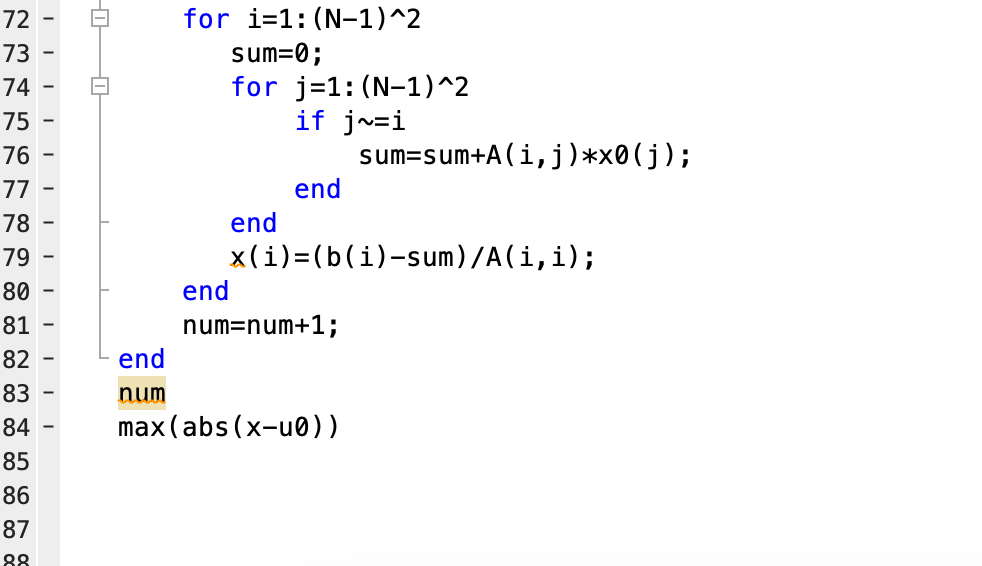 72 - for i=1:(N-1)^2
73 - sum=0;
74 - for j=1:(N-1)^2
75 - if j~=i
76 - sum=sum+A(i,j)*x0(j);
77 - end
78 - end
79 - x(i)=(b(i)-sum)/A(i,i);
80 - end
81 - num=num+1;
82 - end
83 - num
84 - max(abs(x-u0))
85
86
87
88